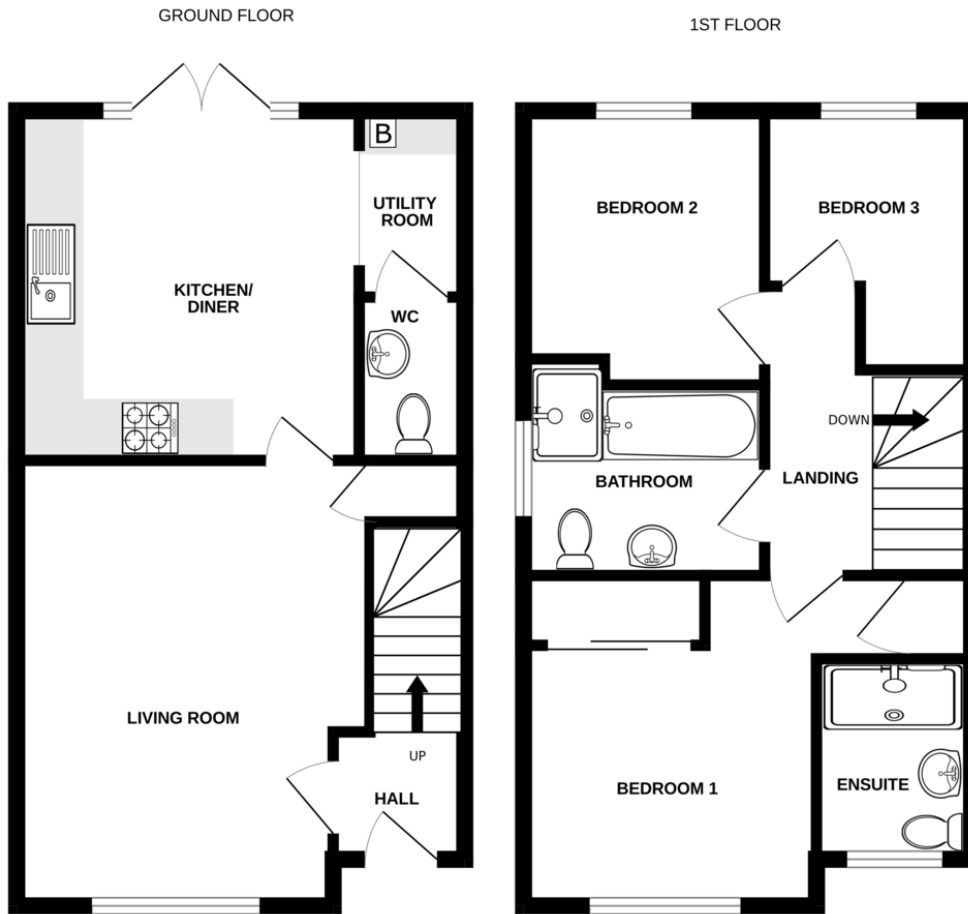 GROUND FLOOR
B
UTILITY
ROOM
KITCHEN/
DINER
WC
LIVING ROOM
UP
HALL
1ST FLOOR
BEDROOM 2
BEDROOM 3
DOWN
BATHROOM
LANDING
BEDROOM 1
ENSUITE